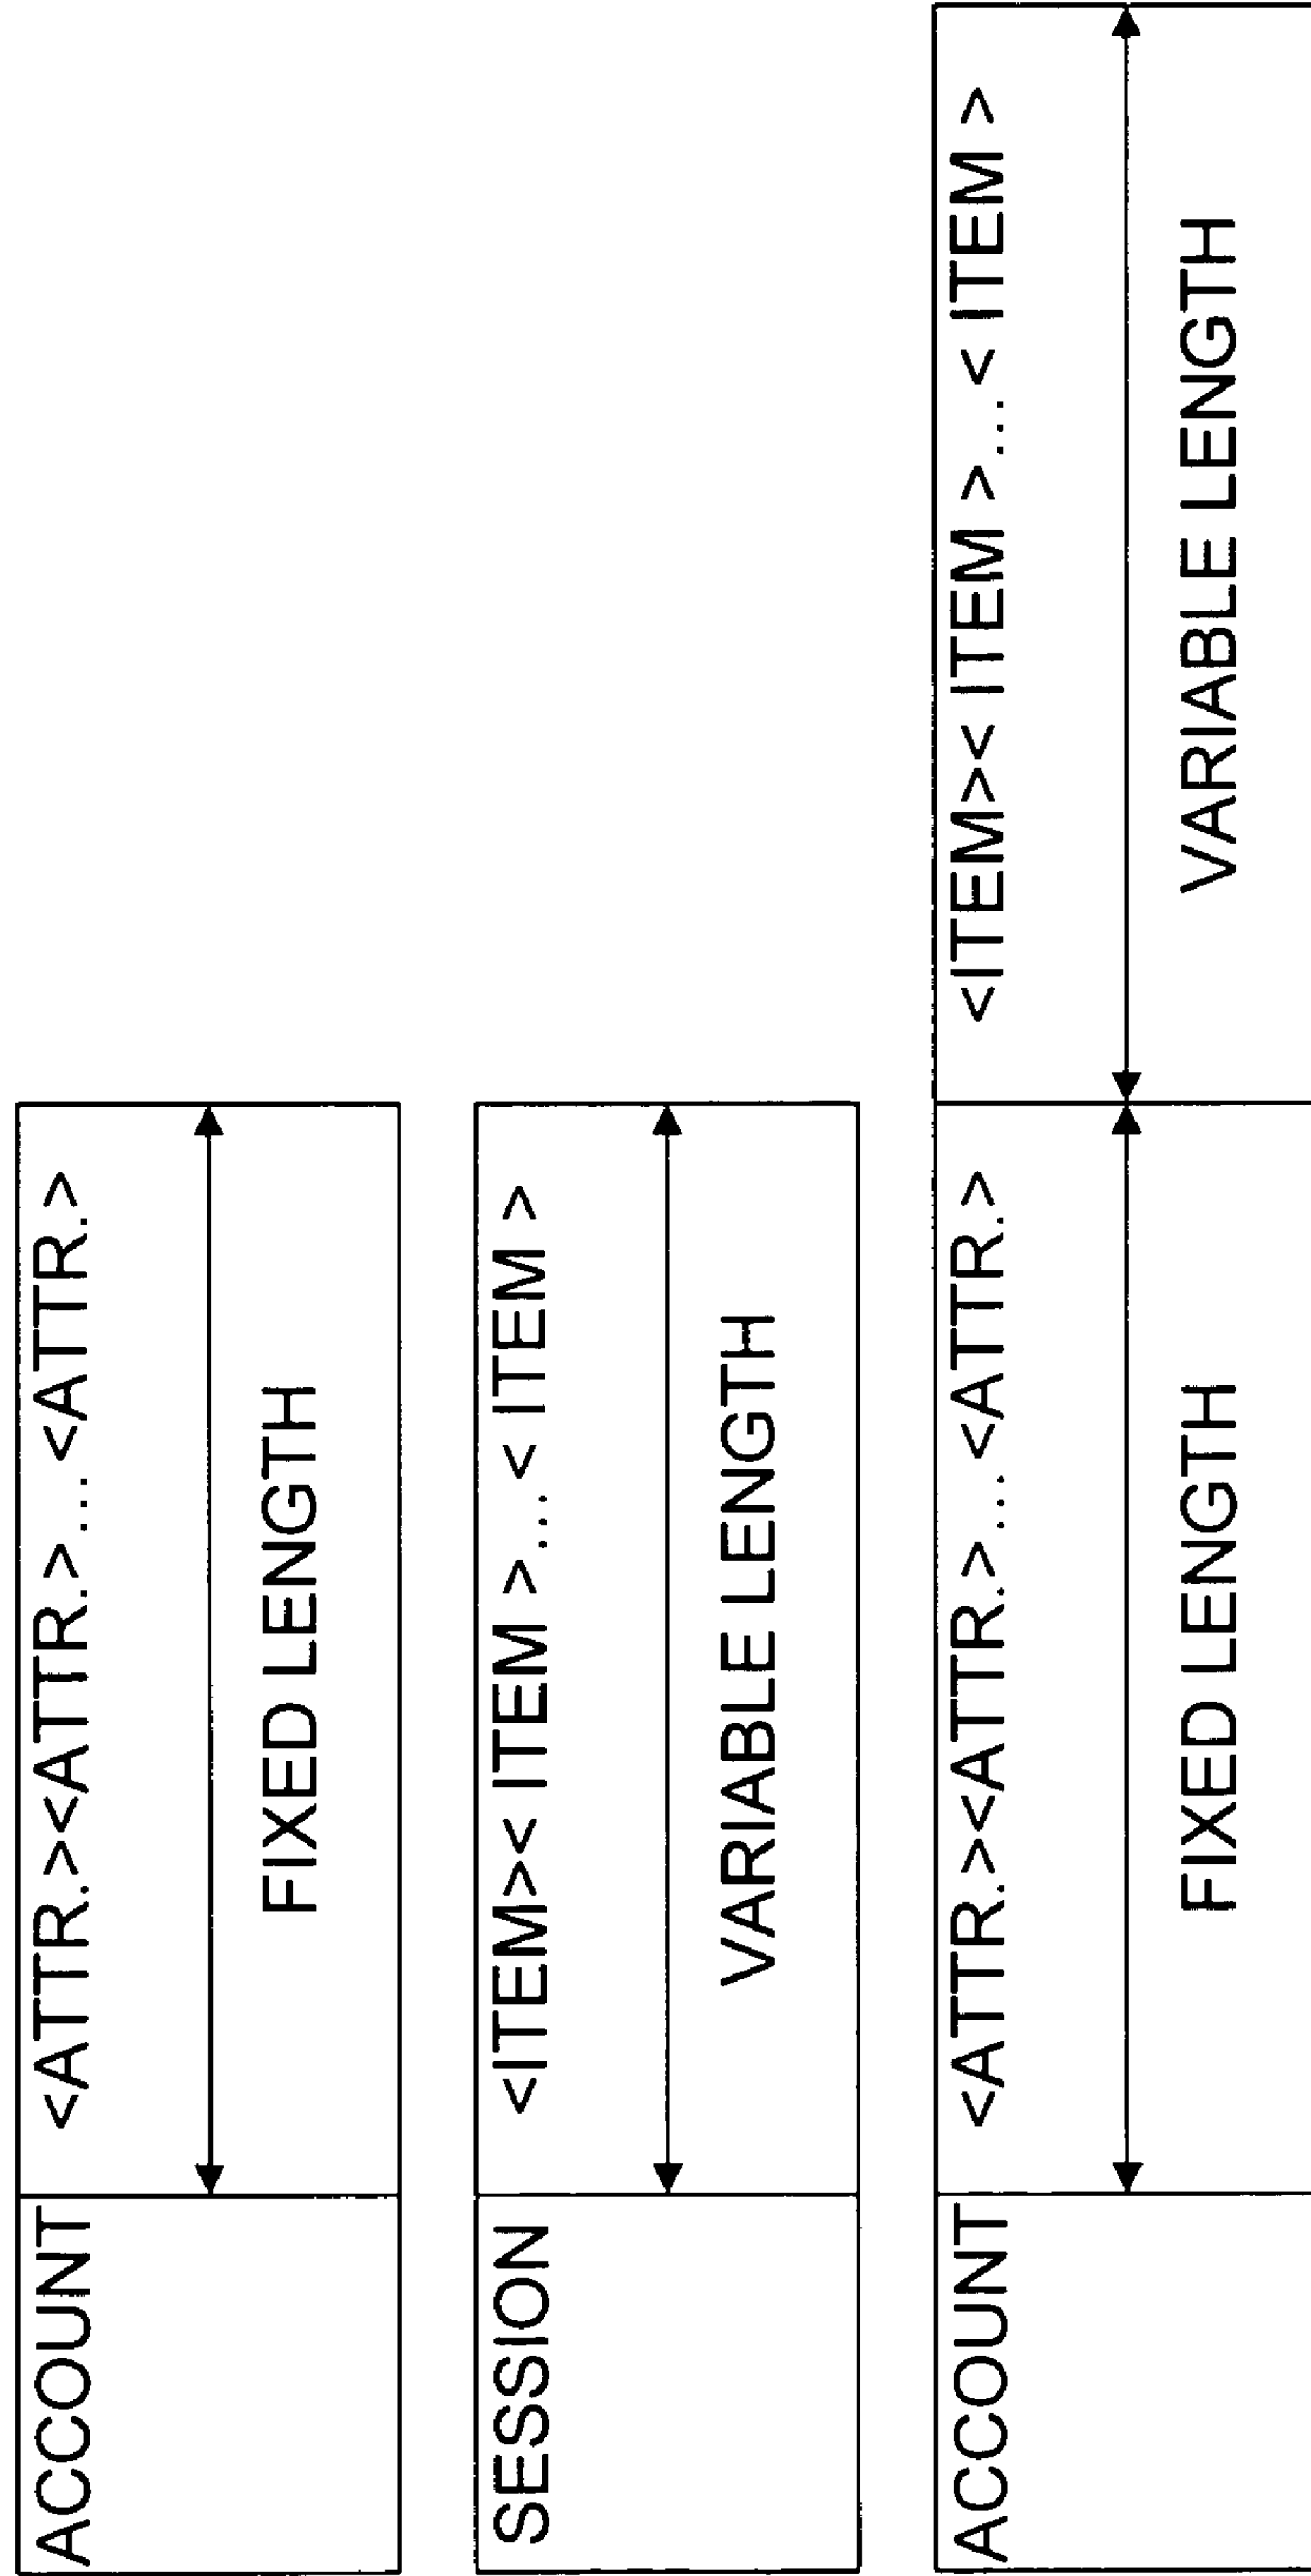 ACCOUNT <ATTR.><ATTR.>...<ATTR.>
FIXED LENGTH
SESSION <ITEM>< ITEM >...< ITEM >
VARIABLE LENGTH
ACCOUNT <ATTR.><ATTR.>...<ATTR.> <ITEM>< ITEM >...< ITEM >
FIXED LENGTH VARIABLE LENGTH